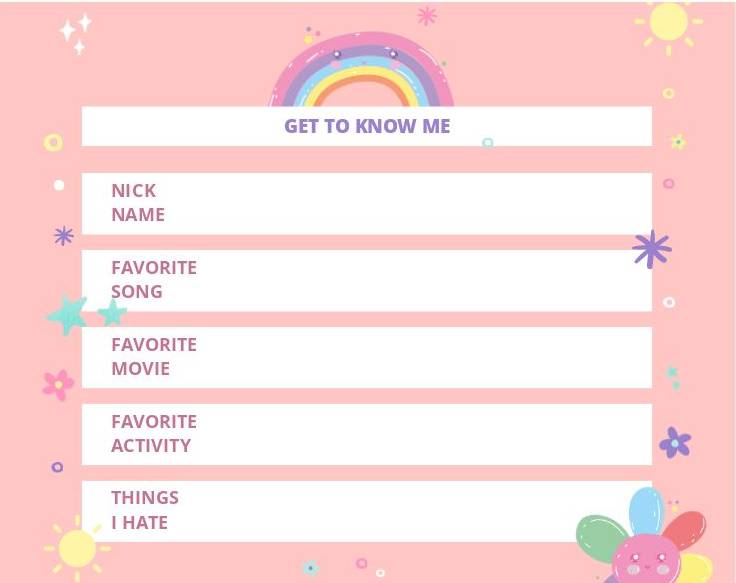 GET TO KNOW ME
NICK
NAME
FAVORITE
SONG
FAVORITE
MOVIE
FAVORITE
ACTIVITY
THINGS
I HATE